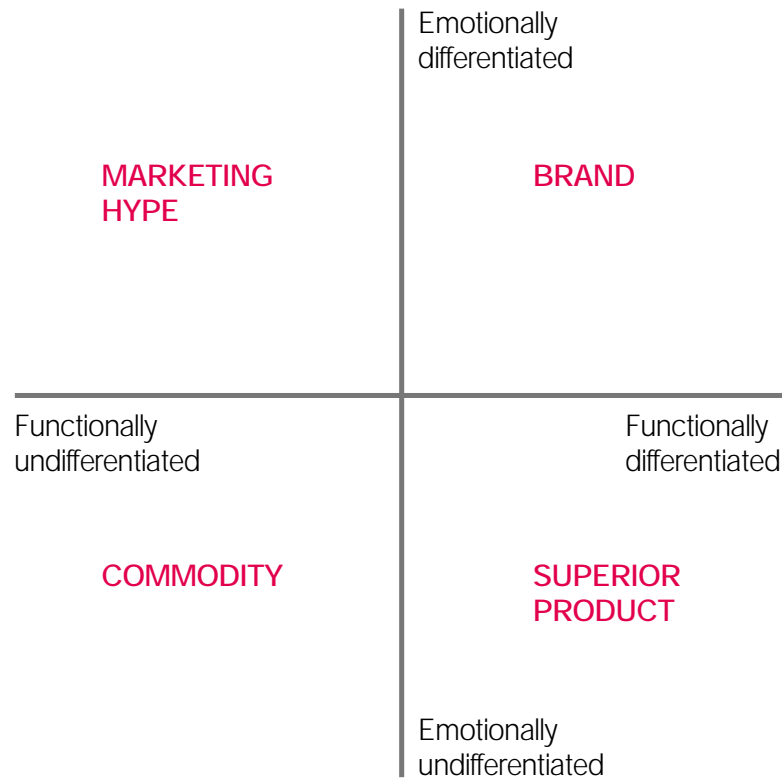 Emotionally
differentiated
MARKETING
HYPE
BRAND
Functionally
undifferentiated
Functionally
differentiated
COMMODITY
SUPERIOR
PRODUCT
Emotionally
undifferentiated